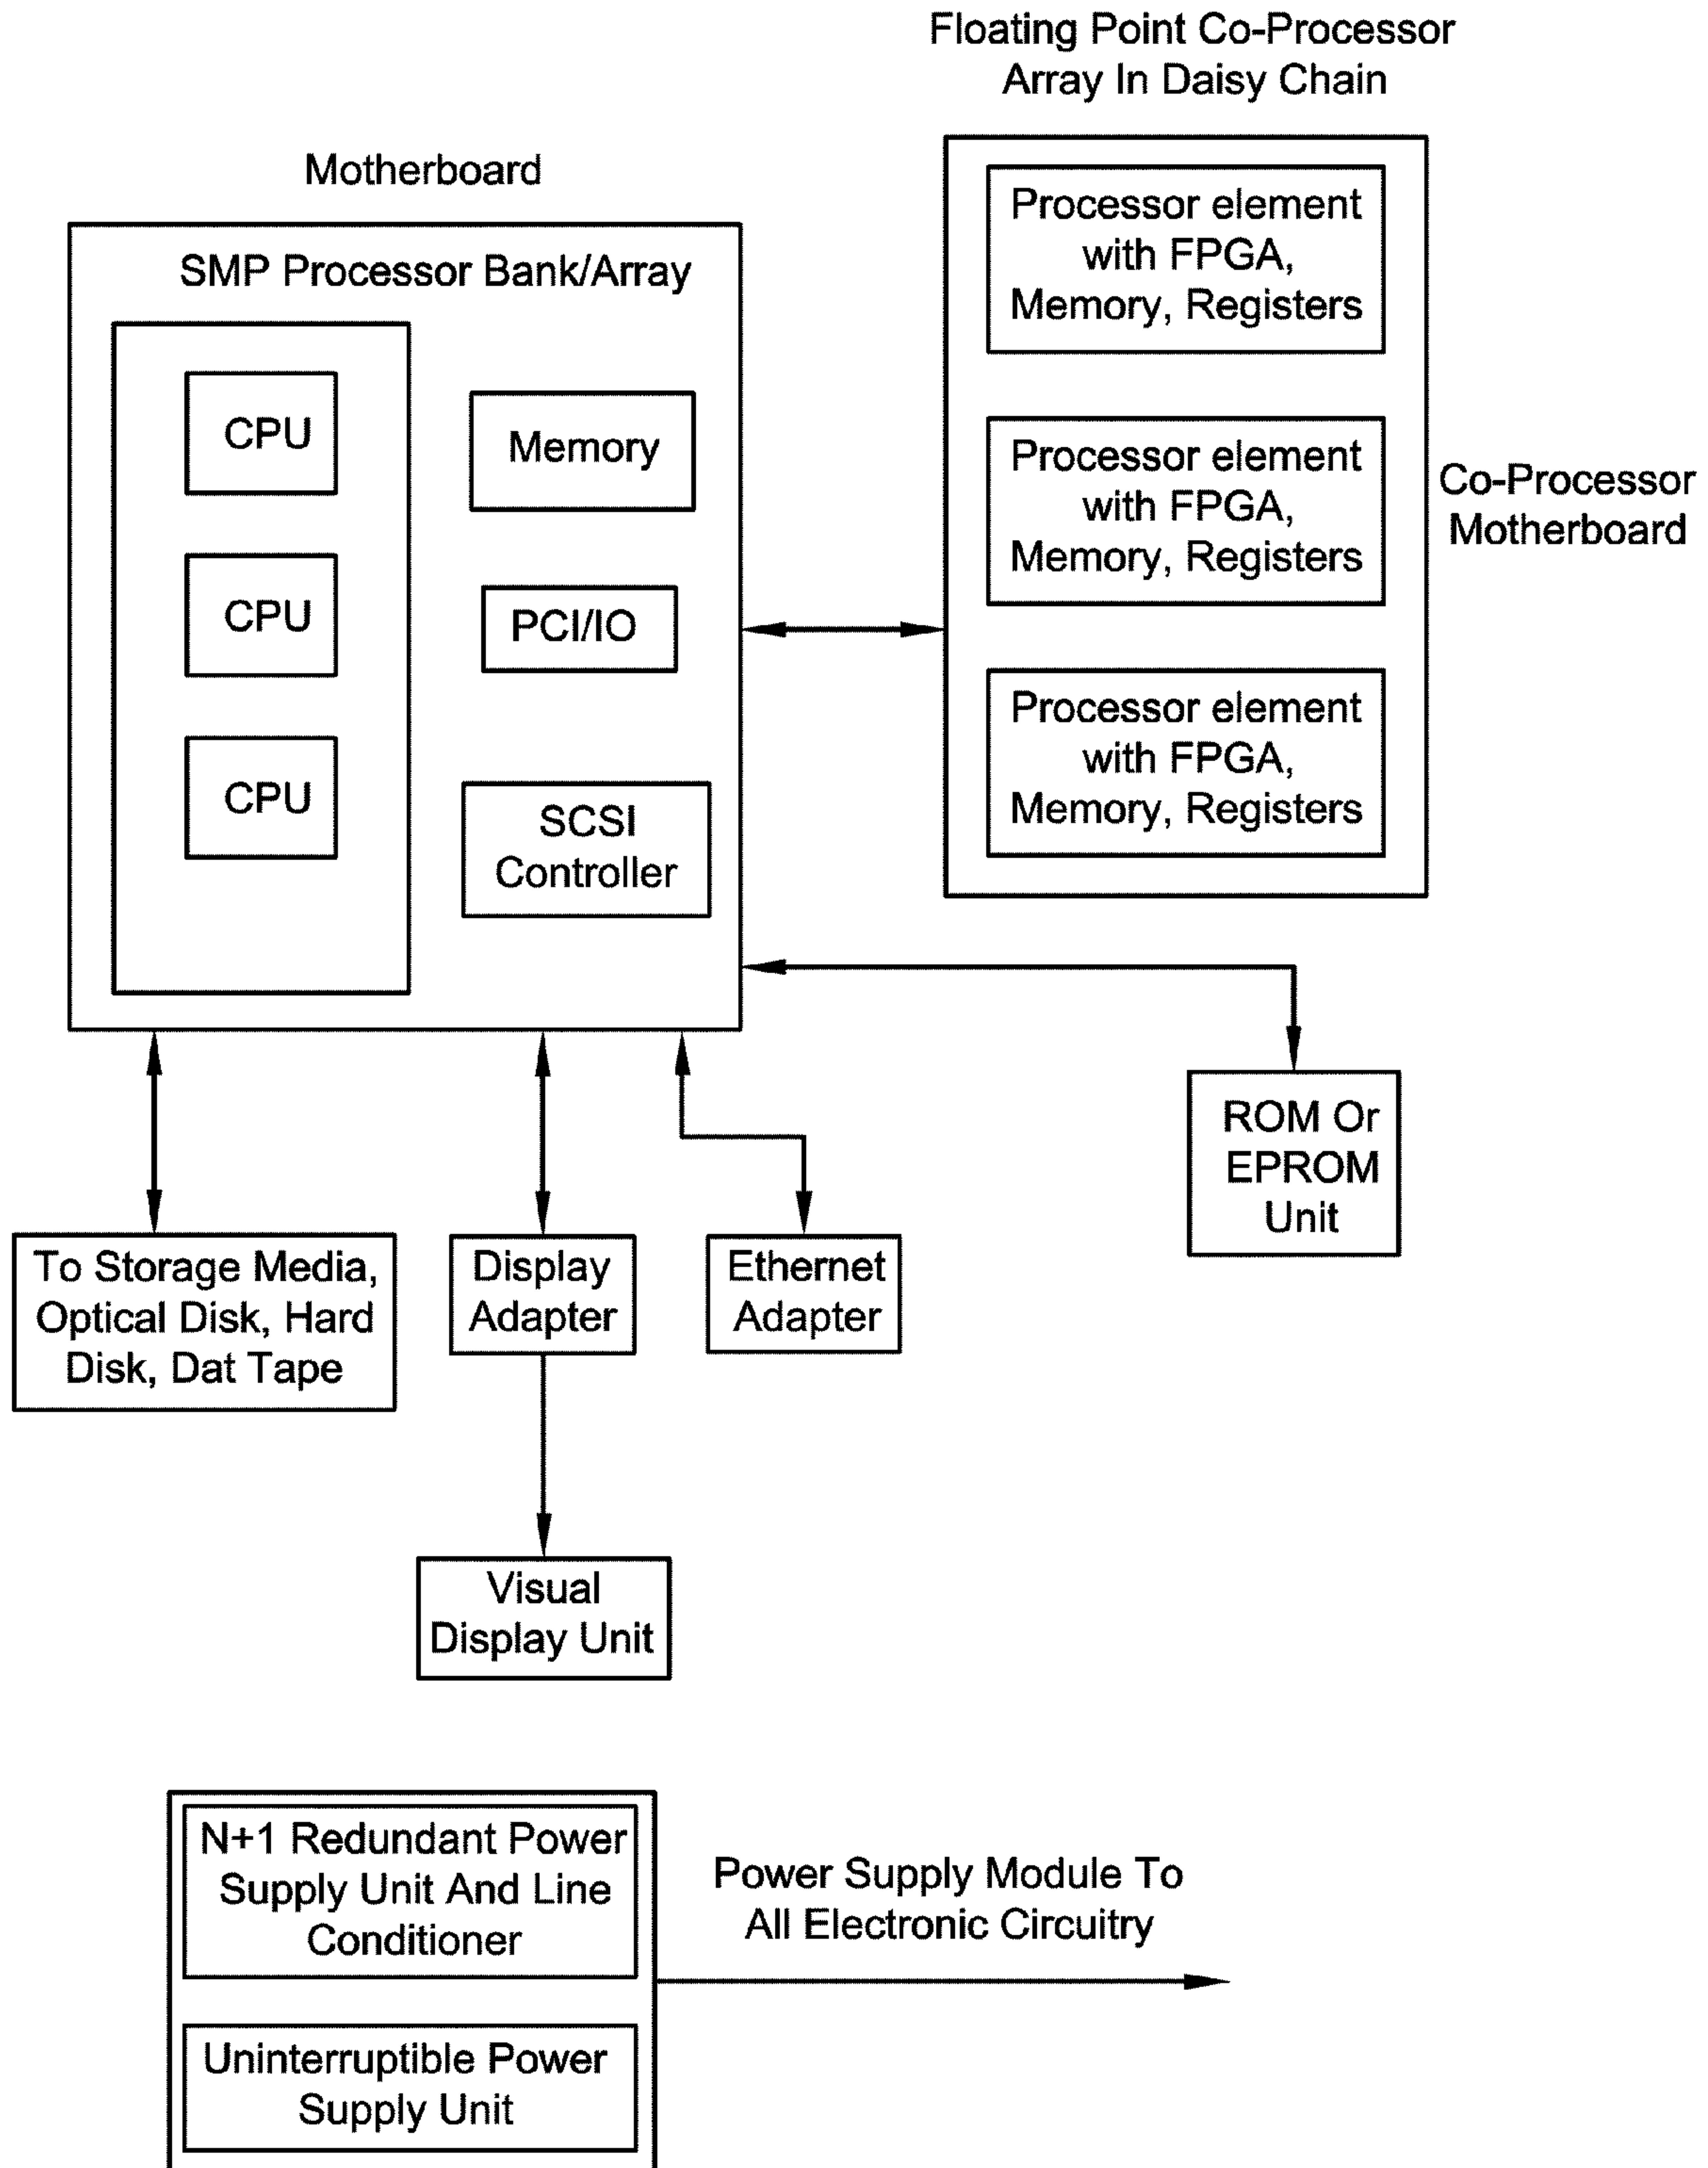 Floating Point Co-Processor
Array In Daisy Chain
Motherboard
SMP Processor Bank/Array
CPU
CPU
CPU
Memory
PCI/IO
SCSI
Controller
Processor element
with FPGA,
Memory, Registers
Processor element
with FPGA,
Memory, Registers
Processor element
with FPGA,
Memory, Registers
Co-Processor
Motherboard
ROM Or
EPROM
Unit
To Storage Media,
Optical Disk, Hard
Disk, Dat Tape
Display
Adapter
Ethernet
Adapter
Visual
Display Unit
N+1 Redundant Power
Supply Unit And Line
Conditioner
Uninterruptible Power
Supply Unit
Power Supply Module To
All Electronic Circuitry